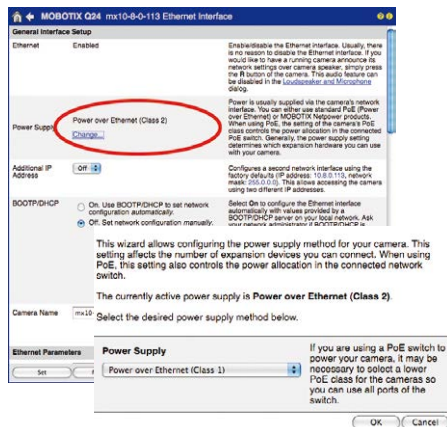 MOBOTIX Q24 mx10-8-0-113 Ethernet Interface
General Interface Setup
Ethernet
Enabled
Enable/disable the Ethernet interface. Usually, there
is no reason to disable the Ethernet interface. If you
would like to have a running camera announce its
network settings over camera speaker, simply press
the R button of the camera. This audio feature can
be disabled in the Loudspeaker and Microphone
dialog.
Power Supply
Power over Ethernet (Class 2)
Change...
Power is usually supplied via the camera's network
interface. You can either use standard PoE (Power
over Ethernet) or MOBOTIX Netpower products.
When using PoE, the setting of the camera's PoE
class controls the power allocation in the connected
PoE switch. Generally, the power supply setting
determines which expansion hardware you can use
with your camera.
Additional IP
Address
Off
Configures a second network interface using the
factory defaults (IP address: 10.8.0.113, network
mask: 255.0.0.0). This allows accessing the camera
using two different IP addresses.
BOOTP/DHCP
On. Use BOOTP/DHCP to set network
configuration automatically.
Off. Set network configuration manually.
Select On to configure the Ethernet interface
automatically with values provided by a
BOOTP/DHCP server on your local network. Ask
your network administrator if BOOTP/DHCP is
This wizard allows configuring the power supply method for your camera. This
setting affects the number of expansion devices you can connect. When using
PoE, this setting also controls the power allocation in the connected network
switch.
The currently active power supply is Power over Ethernet (Class 2).
Select the desired power supply method below.
Camera Name
mx10-
Ethernet Parameters
Set
Power Supply
Power over Ethernet (Class 1)
If you are using a PoE switch to
power your camera, it may be
necessary to select a lower
PoE class for the cameras so
you can use all ports of the
switch.
OK
Cancel